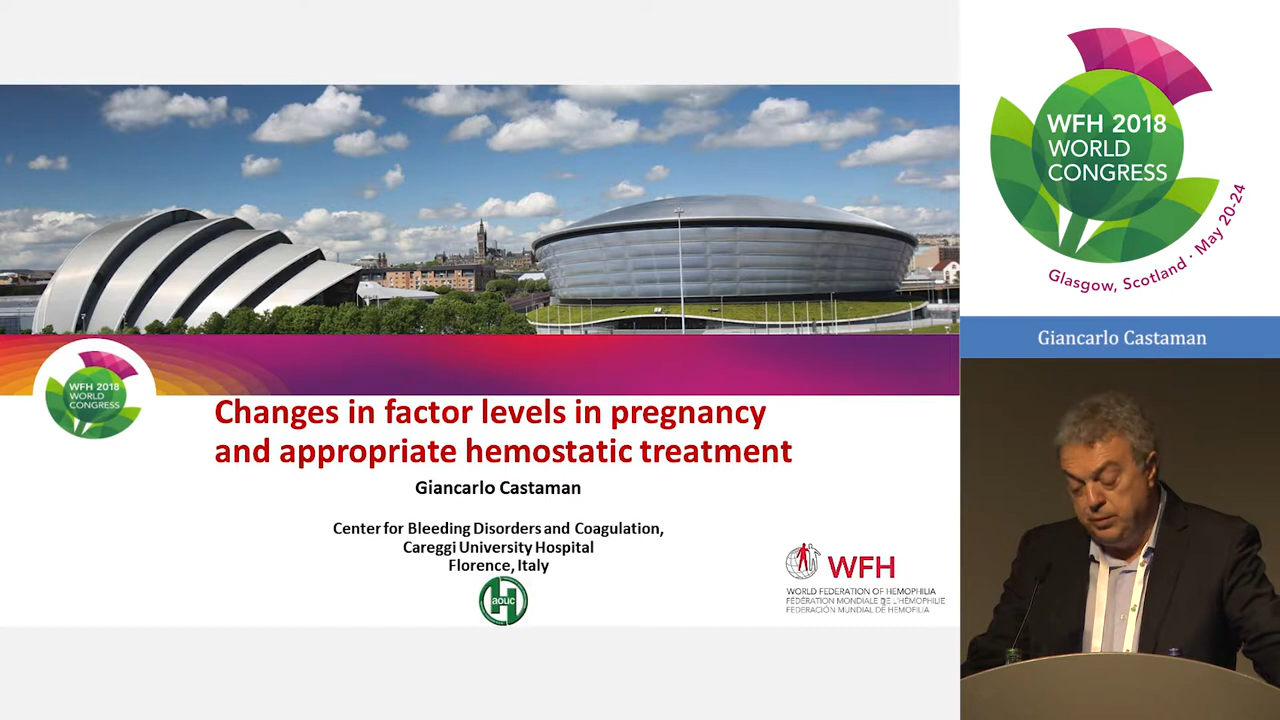 WFH 2018
WORLD
CONGRESS
Changes in factor levels in pregnancy
and appropriate hemostatic treatment
Giancarlo Castaman
Center for Bleeding Disorders and Coagulation,
Careggi University Hospital
Florence, Italy
aouc
WFH
WORLD FEDERATION OF HEMOPHILIA
FÉDÉRATION MONDIALE DE L'HÉMOPHILIE
FEDERACIÓN MUNDIAL DE HEMOFILIA
WFH 2018
WORLD
CONGRESS
Glasgow, Scotland · May 20-24
Giancarlo Castaman